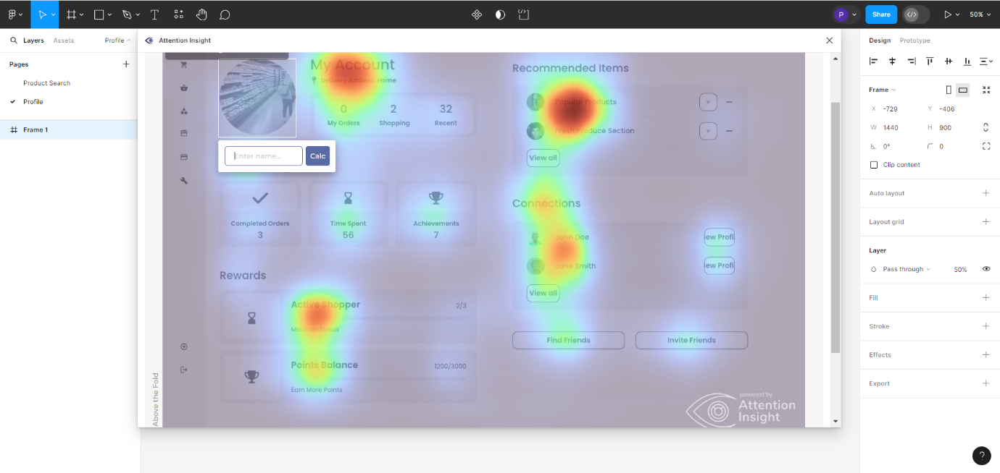 T
P
Share
</>
50%
Layers
Assets
Profile
Attention Insight
Design
Prototype
Pages
Product Search
Profile
Frame 1
My Account
Delivery Address: Home
0
2
32
My Orders
Shopping
Recent
Enter name...
Calc
Completed Orders
3
Time Spent
56
Achievements
7
Rewards
Active Shopper
2/3
Maintain Streak
Points Balance
1200/3000
Earn More Points
Above the Fold
Recommended Items
Popular Products
+
Fresh Produce Section
+
View all
Connections
John Doe
ew Profi
Jane Smith
ew Profi
View all
Find Friends
Invite Friends
powered by
Attention
Insight
Frame
X -729
Y -406
W 1440
H 900
0°
0
Clip content
Auto layout
Layout grid
Layer
Pass through
50%
Fill
Stroke
Effects
Export
?